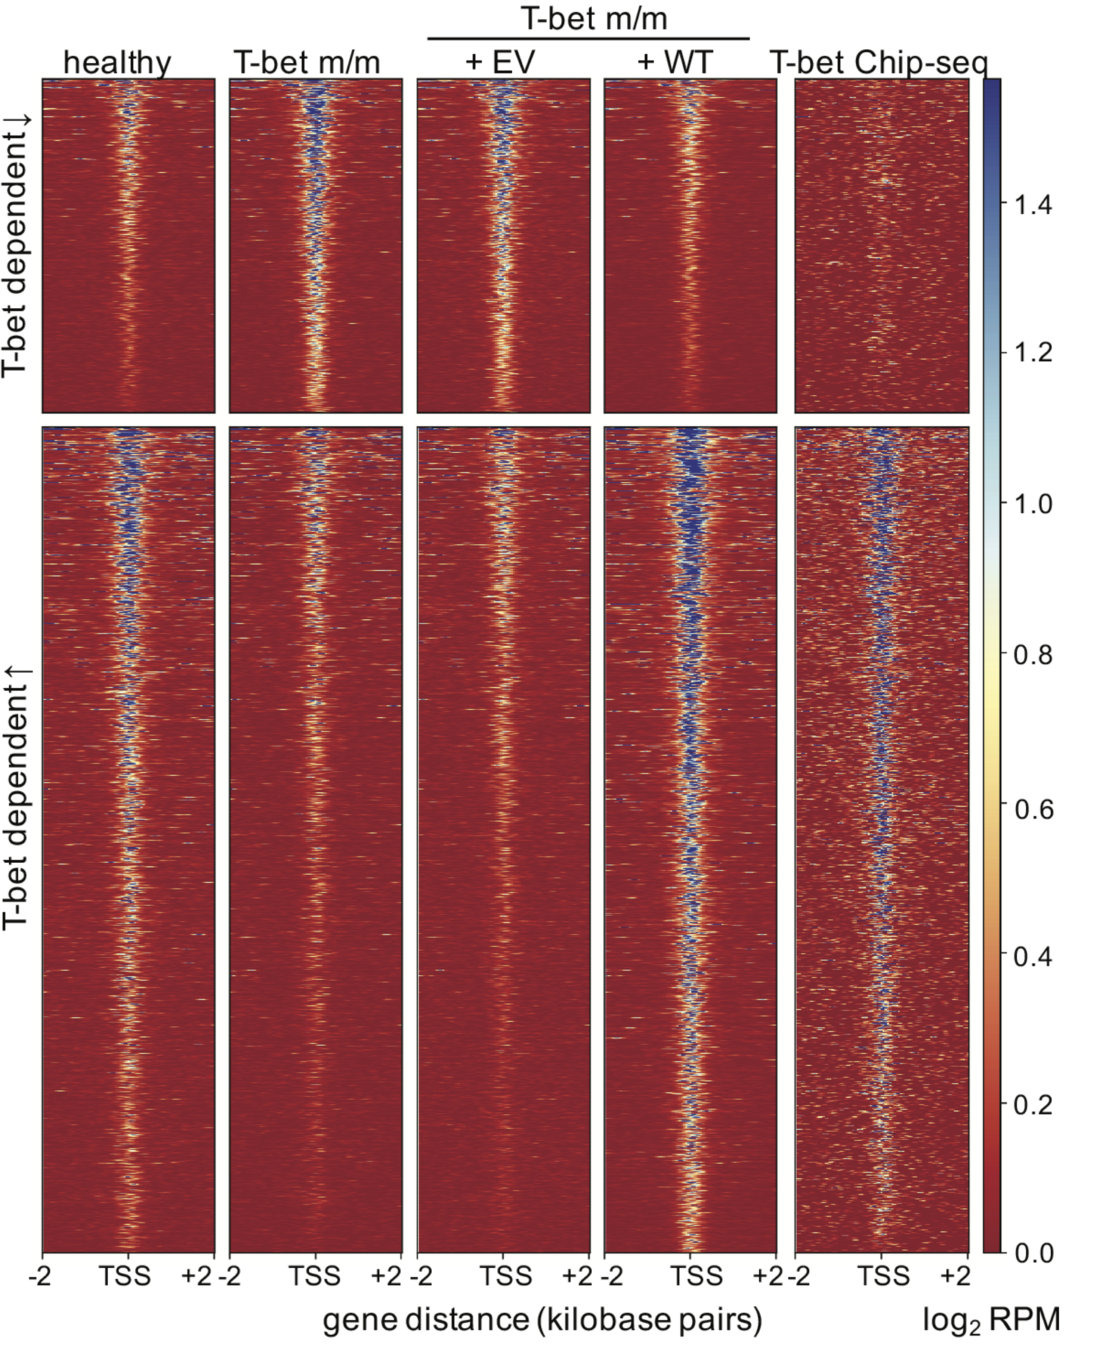 T-bet m/m
healthy T-bet m/m + EV + WT T-bet Chip-seq
T-bet dependent↓
T-bet dependent↑
1.4
1.2
1.0
0.8
0.6
0.4
0.2
0.0
-2 TSS +2 -2 TSS +2 -2 TSS +2 -2 TSS +2 -2 TSS +2
gene distance (kilobase pairs) log₂ RPM